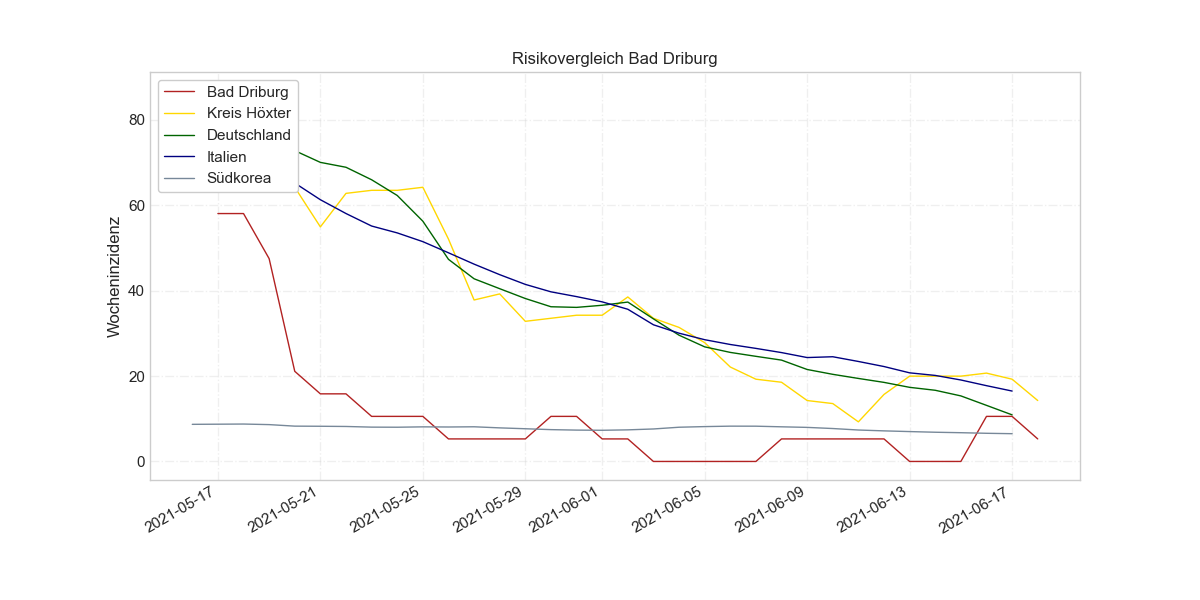 Risikovergleich Bad Driburg
Bad Driburg
Kreis Höxter
Deutschland
Italien
Südkorea
Wocheninzidenz
80
60
40
20
0
2021-05-17
2021-05-21
2021-05-25
2021-05-29
2021-06-01
2021-06-05
2021-06-09
2021-06-13
2021-06-17